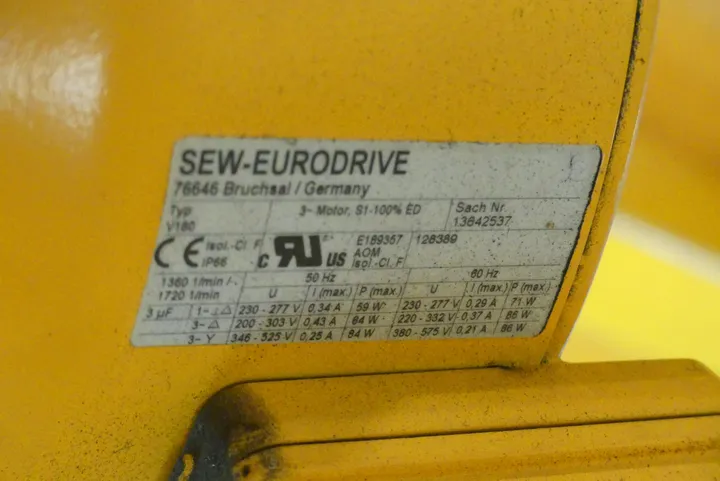 SEW-EURODRIVE
76646 Bruchsal / Germany
Typ 3~ Motor, S1-100% ED Sach Nr.
V180 13642537
CE Isol.-Cl. F IP66 c RU US E189357 AOM Isol.-Cl. F 128389
1360 1/min /- 50 Hz 60 Hz
1720 1/min U I (max.) P (max.) U I (max.) P (max.)
3 µF 1~⊥△ 230 - 277 V 0,34 A 59 W 230 - 277 V 0,29 A 71 W
3~ △ 200 - 303 V 0,43 A 84 W 220 - 332 V 0,37 A 86 W
3~ Y 346 - 525 V 0,25 A 84 W 380 - 575 V 0,21 A 86 W